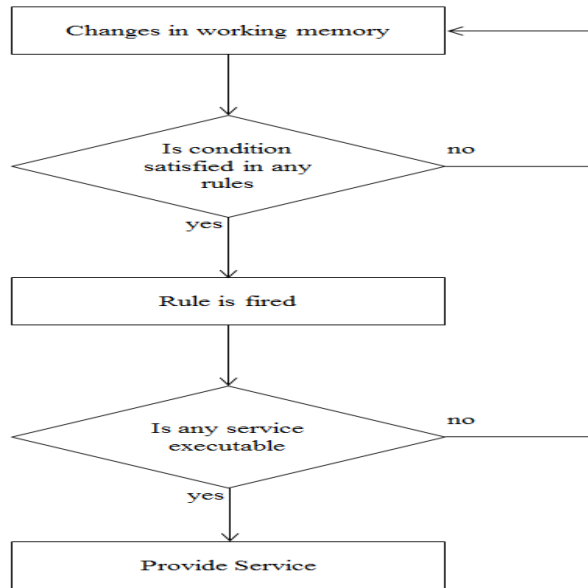 Changes in working memory
Is condition
satisfied in any
rules
no
yes
Rule is fired
Is any service
executable
no
yes
Provide Service